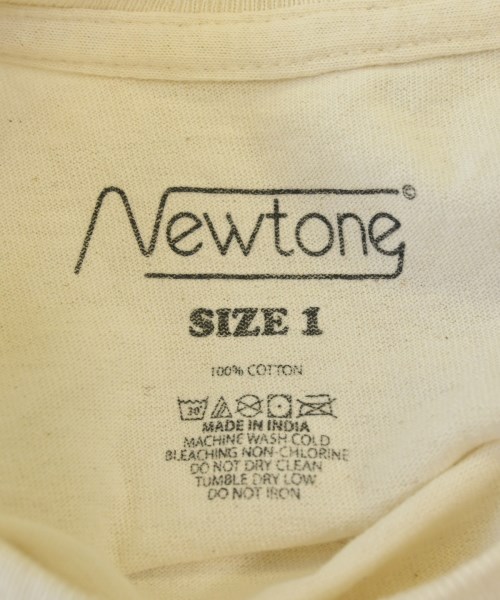 Newtone©
SIZE 1
100% COTTON
30°
MADE IN INDIA
MACHINE WASH COLD
BLEACHING NON-CHLORINE
DO NOT DRY CLEAN
TUMBLE DRY LOW
DO NOT IRON